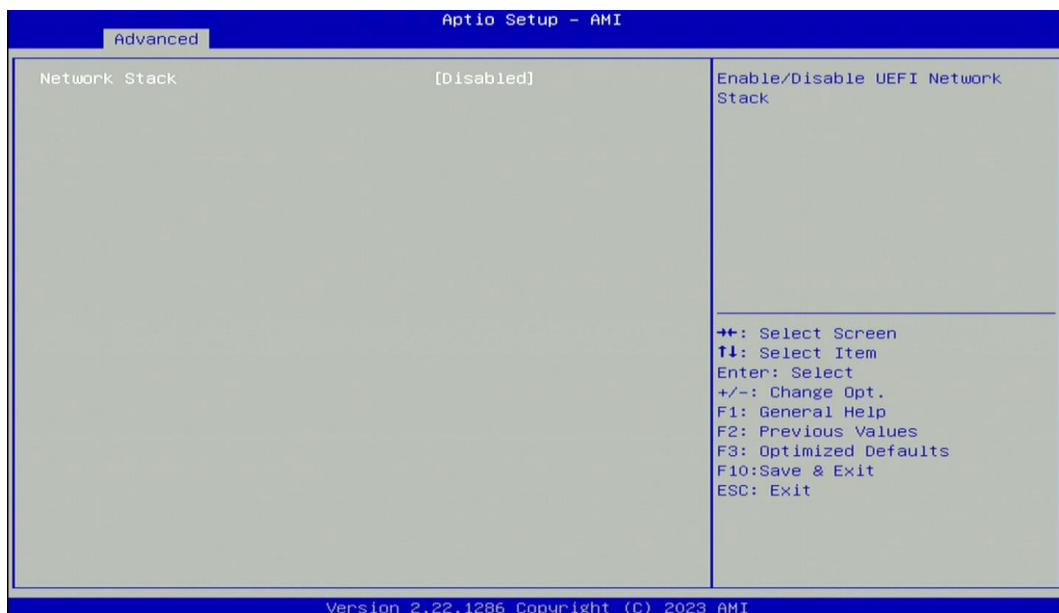 Aptio Setup – AMI
Advanced
Network Stack [Disabled]
Enable/Disable UEFI Network
Stack
→←: Select Screen
↑↓: Select Item
Enter: Select
+/-: Change Opt.
F1: General Help
F2: Previous Values
F3: Optimized Defaults
F10:Save & Exit
ESC: Exit
Version 2.22.1286 Copyright (C) 2023 AMI